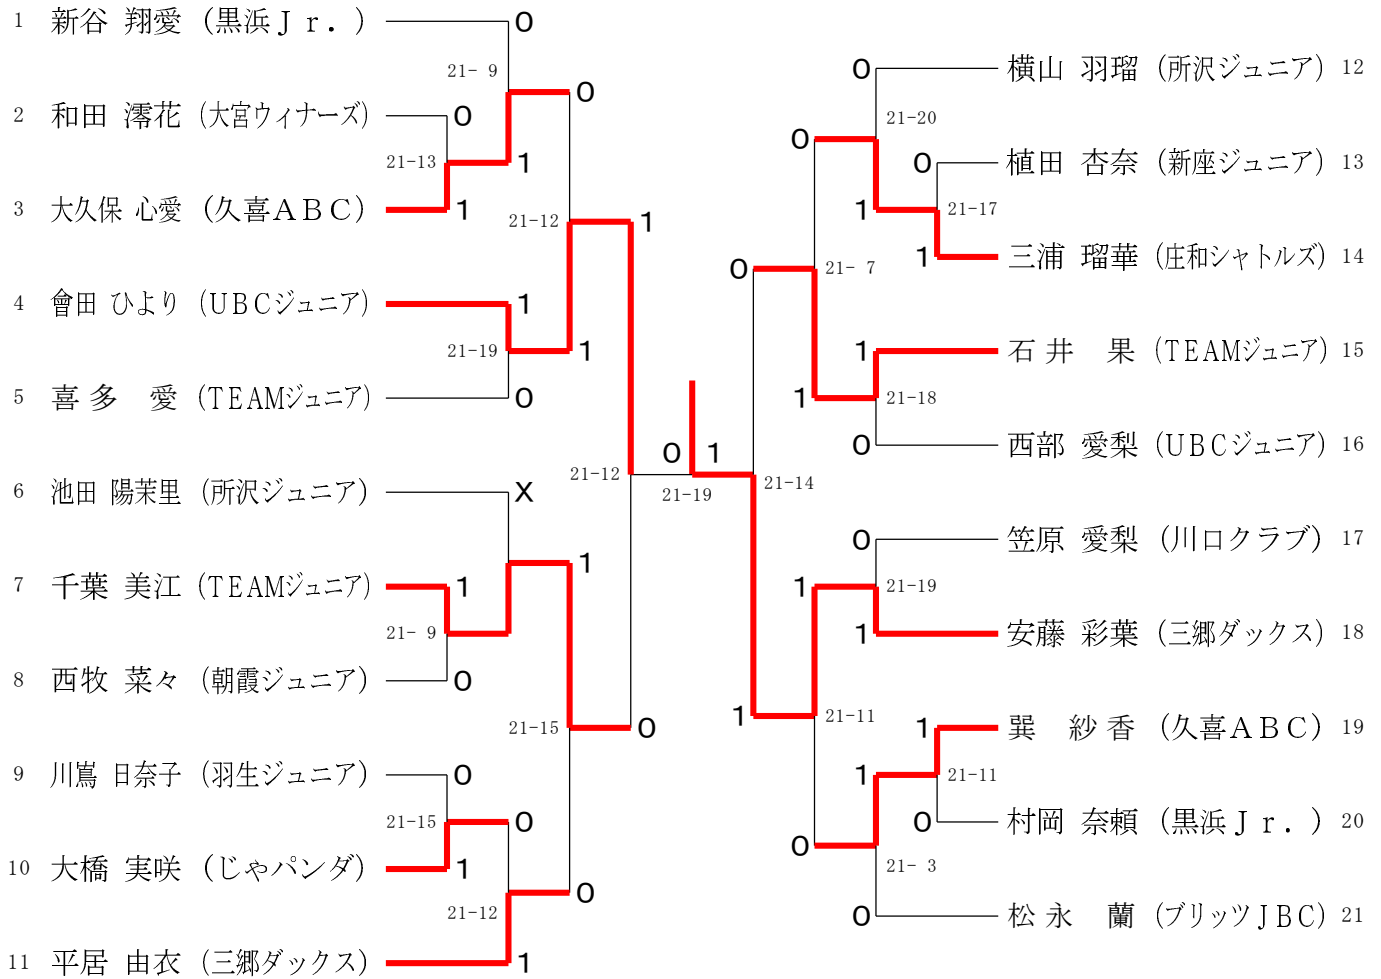 1 新谷 翔愛 (黒浜Ｊｒ．)
0
21- 9
0
2 和田 澪花 (大宮ウィナーズ)
0
21-13
1
3 大久保 心愛 (久喜ＡＢＣ)
1
21-12
1
4 會田 ひより (UBCジュニア)
1
21-19
1
5 喜多 愛 (TEAMジュニア)
0
21-12
6 池田 陽茉里 (所沢ジュニア)
X
1
7 千葉 美江 (TEAMジュニア)
1
21- 9
8 西牧 菜々 (朝霞ジュニア)
0
21-15
0
9 川嶌 日奈子 (羽生ジュニア)
0
21-15
0
10 大橋 実咲 (じゃパンダ)
1
21-12
0
11 平居 由衣 (三郷ダックス)
1
0 1
21-19
0
横山 羽瑠 (所沢ジュニア) 12
21-20
0
0
植田 杏奈 (新座ジュニア) 13
1
21-17
1
三浦 瑠華 (庄和シャトルズ) 14
0
21- 7
1
石井 果 (TEAMジュニア) 15
1
21-18
0
西部 愛梨 (UBCジュニア) 16
21-14
0
笠原 愛梨 (川口クラブ) 17
1
21-19
1
安藤 彩葉 (三郷ダックス) 18
1
21-11
1
巽 紗香 (久喜ＡＢＣ) 19
1
21-11
0
村岡 奈頼 (黒浜Ｊｒ．) 20
0
21- 3
0
松永 蘭 (ブリッツJBC) 21